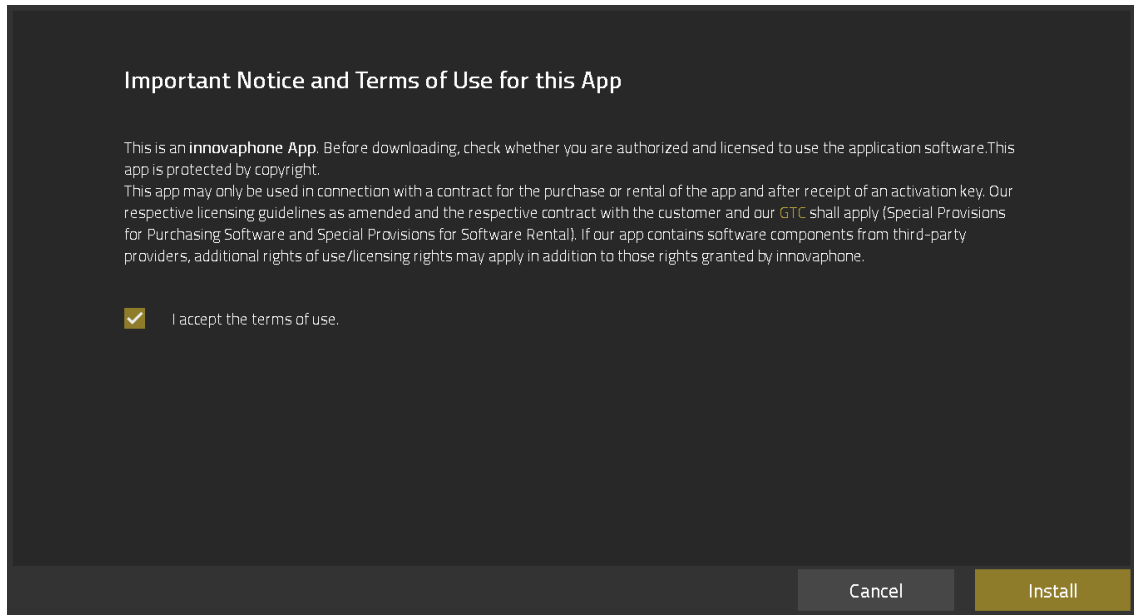 Important Notice and Terms of Use for this App
This is an innovaphone App. Before downloading, check whether you are authorized and licensed to use the application software.This
app is protected by copyright.
This app may only be used in connection with a contract for the purchase or rental of the app and after receipt of an activation key. Our
respective licensing guidelines as amended and the respective contract with the customer and our GTC shall apply (Special Provisions
for Purchasing Software and Special Provisions for Software Rental). If our app contains software components from third-party
providers, additional rights of use/licensing rights may apply in addition to those rights granted by innovaphone.
I accept the terms of use.
Cancel
Install